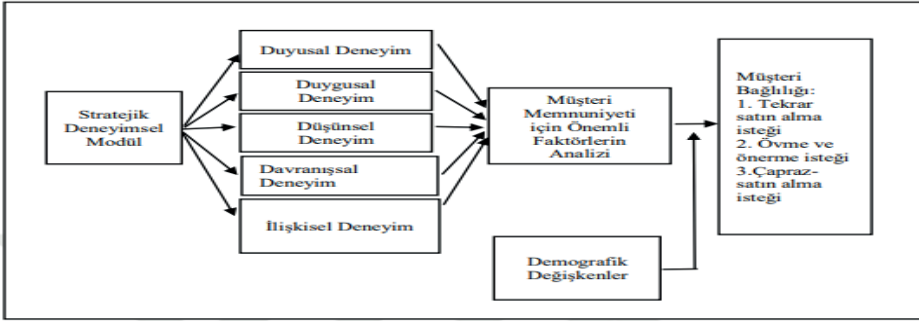 Stratejik
Deneyimsel
Modül
Duyusal Deneyim
Duygusal
Deneyim
Düşünsel
Deneyim
Davranışsal
Deneyim
İlişkisel Deneyim
Müşteri
Memnuniyeti
için Önemli
Faktörlerin
Analizi
Müşteri
Bağlılığı:
1. Tekrar
satın alma
isteği
2. Övme ve
önerme isteği
3.Çapraz-
satın alma
isteği
Demografik
Değişkenler